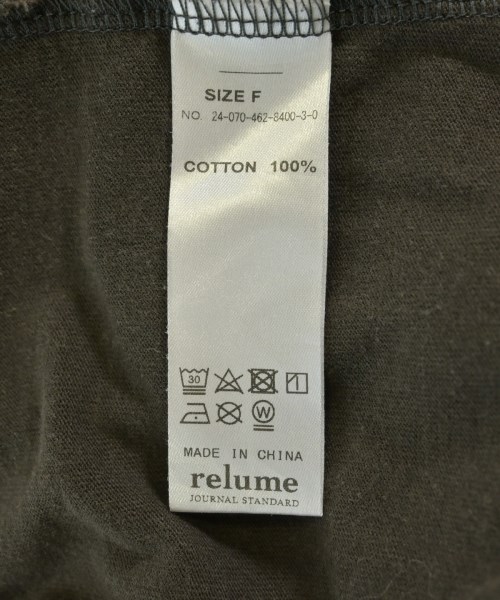 SIZE F
NO. 24-070-462-8400-3-0
COTTON 100%
30
W
MADE IN CHINA
relume
JOURNAL STANDARD